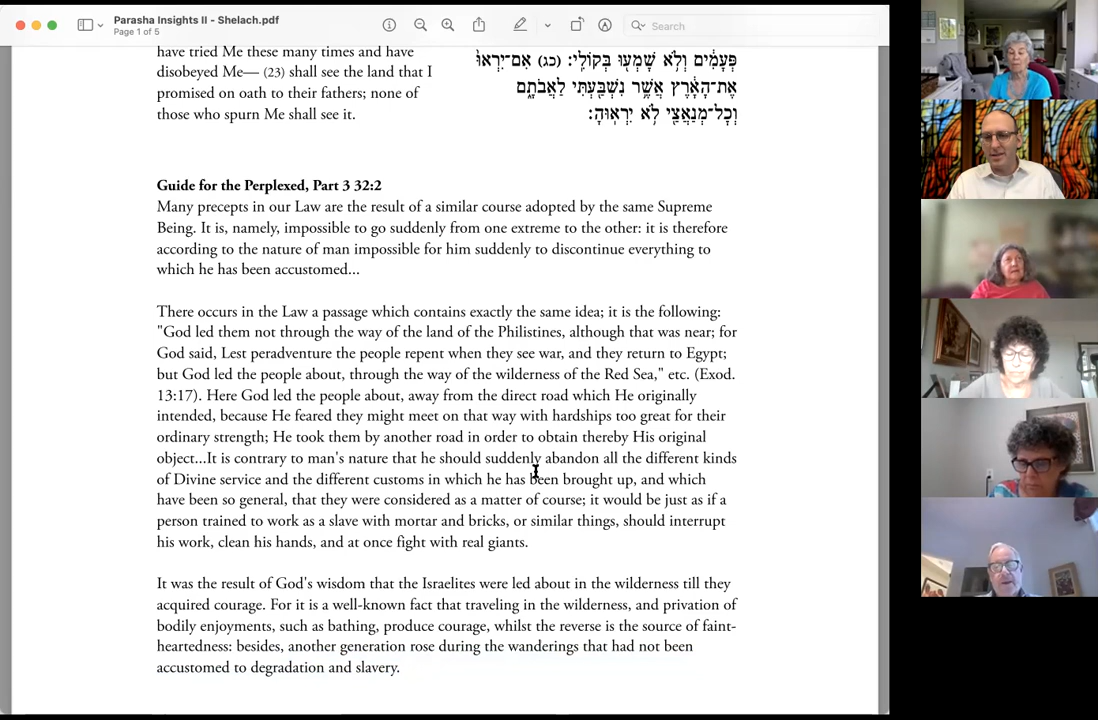 Parasha Insights II - Shelach.pdf
Page 1 of 5
Search
have tried Me these many times and have
disobeyed Me— (23) shall see the land that I
promised on oath to their fathers; none of
those who spurn Me shall see it.
פְּעָמִ֔ים וְלֹ֥א שָׁמְע֖וּ בְּקוֹלִֽי׃ (כג) אִם־יִרְאוּ֙
אֶת־הָאָ֔רֶץ אֲשֶׁ֥ר נִשְׁבַּ֖עְתִּי לַאֲבֹתָ֑ם
וְכׇל־מְנַאֲצַ֖י לֹ֥א יִרְאֽוּהָ׃
Guide for the Perplexed, Part 3 32:2
Many precepts in our Law are the result of a similar course adopted by the same Supreme
Being. It is, namely, impossible to go suddenly from one extreme to the other: it is therefore
according to the nature of man impossible for him suddenly to discontinue everything to
which he has been accustomed...
There occurs in the Law a passage which contains exactly the same idea; it is the following:
"God led them not through the way of the land of the Philistines, although that was near; for
God said, Lest peradventure the people repent when they see war, and they return to Egypt;
but God led the people about, through the way of the wilderness of the Red Sea," etc. (Exod.
13:17). Here God led the people about, away from the direct road which He originally
intended, because He feared they might meet on that way with hardships too great for their
ordinary strength; He took them by another road in order to obtain thereby His original
object...It is contrary to man's nature that he should suddenly abandon all the different kinds
of Divine service and the different customs in which he has been brought up, and which
have been so general, that they were considered as a matter of course; it would be just as if a
person trained to work as a slave with mortar and bricks, or similar things, should interrupt
his work, clean his hands, and at once fight with real giants.
It was the result of God's wisdom that the Israelites were led about in the wilderness till they
acquired courage. For it is a well-known fact that traveling in the wilderness, and privation of
bodily enjoyments, such as bathing, produce courage, whilst the reverse is the source of faint-
heartedness: besides, another generation rose during the wanderings that had not been
accustomed to degradation and slavery.